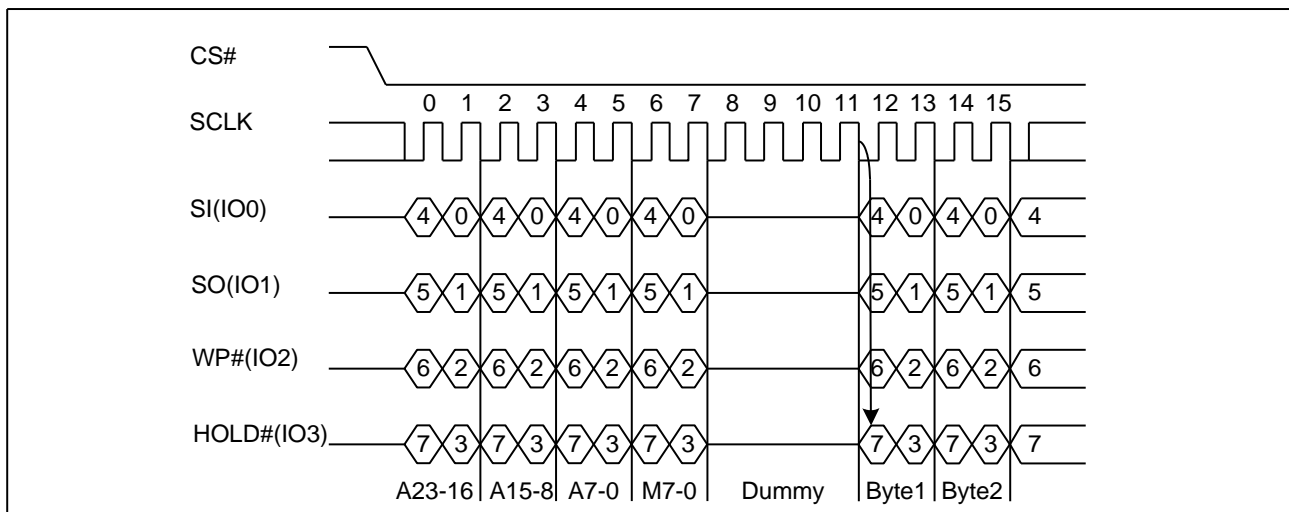 CS#
0 1 2 3 4 5 6 7 8 9 10 11 12 13 14 15
SCLK
SI(IO0) 4 0 4 0 4 0 4 0 4 0 4 0 4
SO(IO1) 5 1 5 1 5 1 5 1 5 1 5 1 5
WP#(IO2) 6 2 6 2 6 2 6 2 6 2 6 2 6
HOLD#(IO3) 7 3 7 3 7 3 7 3 7 3 7 3 7
A23-16 A15-8 A7-0 M7-0 Dummy Byte1 Byte2